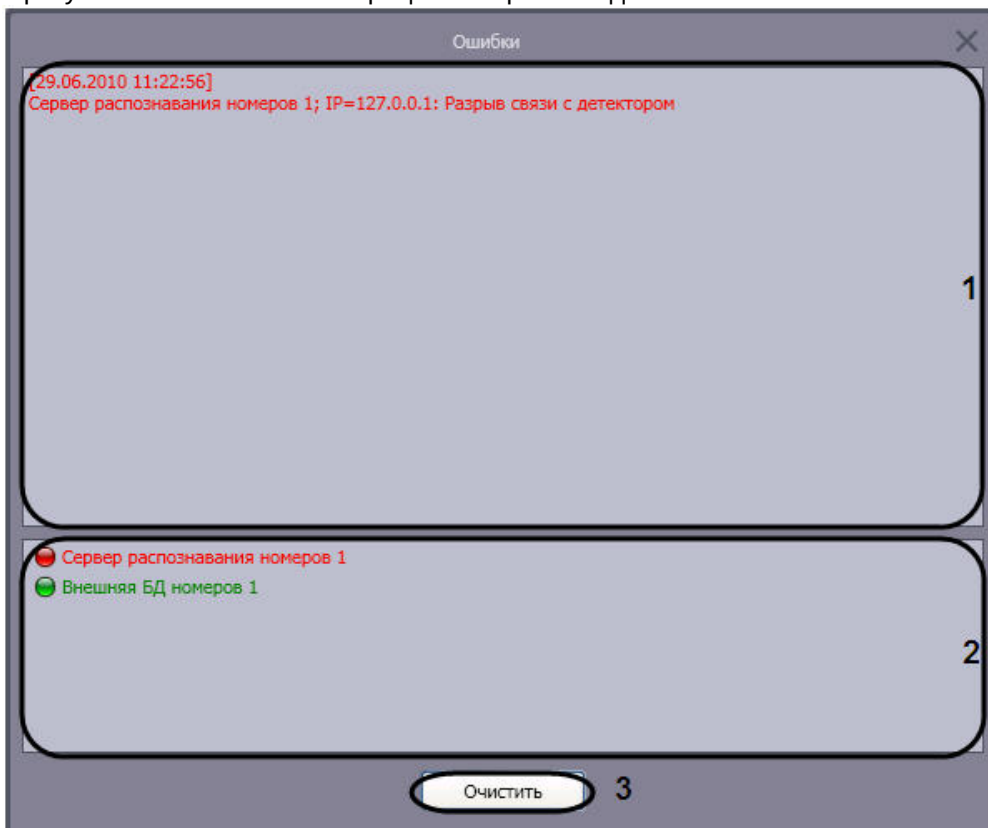 Ошибки
[29.06.2010 11:22:56]
Сервер распознавания номеров 1; IP=127.0.0.1: Разрыв связи с детектором
1
Сервер распознавания номеров 1
Внешняя БД номеров 1
2
Очистить
3